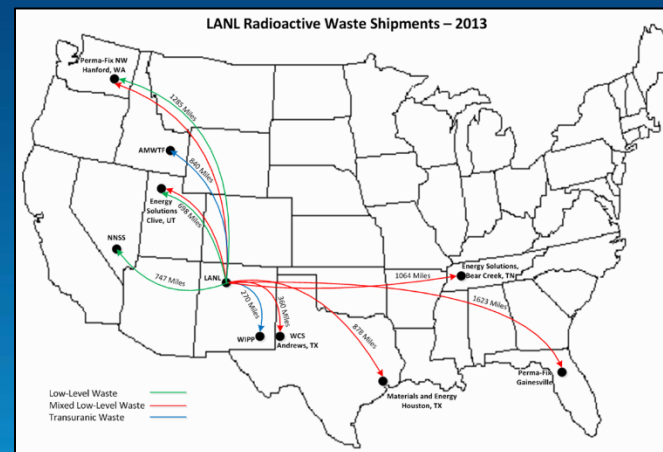 LANL Radioactive Waste Shipments – 2013
Perma-Fix NW
Hanford, WA
1285 Miles
AMWTF
840 Miles
Energy
Solutions
Clive, UT
698 Miles
NNSS
747 Miles
LANL
270 Miles
WIPP
360 Miles
WCS
Andrews, TX
878 Miles
Materials and Energy
Houston, TX
1064 Miles
Energy Solutions,
Bear Creek, TN
1623 Miles
Perma-Fix
Gainesville
Low-Level Waste
Mixed Low-Level Waste
Transuranic Waste